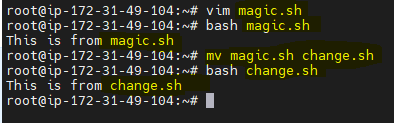 root@ip-172-31-49-104:~# vim magic.sh
root@ip-172-31-49-104:~# bash magic.sh
This is from magic.sh
root@ip-172-31-49-104:~# mv magic.sh change.sh
root@ip-172-31-49-104:~# bash change.sh
This is from change.sh
root@ip-172-31-49-104:~#